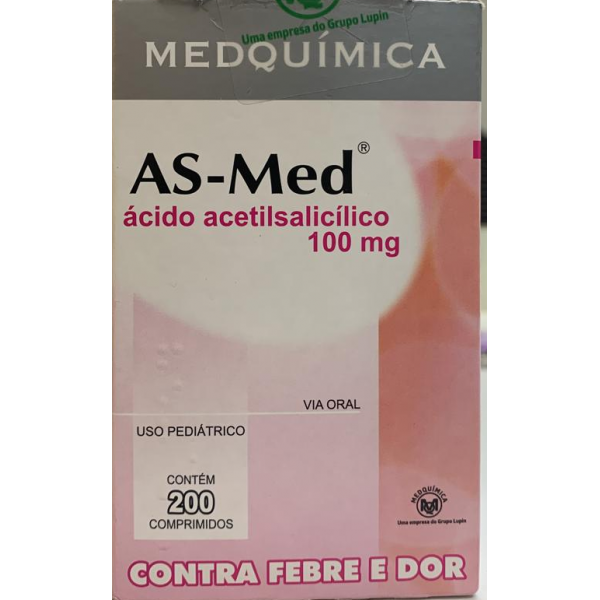 Uma empresa do Grupo Lupin
MEDQUÍMICA
AS-Med®
ácido acetilsalicílico
100 mg
VIA ORAL
USO PEDIÁTRICO
CONTÉM
200
COMPRIMIDOS
MEDQUÍMICA
Uma empresa do Grupo Lupin
CONTRA FEBRE E DOR